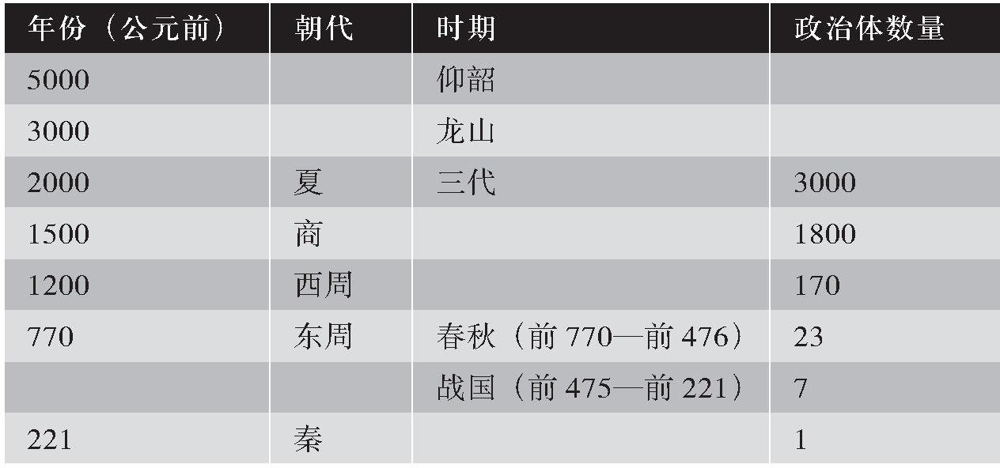 年份（公元前） 朝代 时期 政治体数量
5000 仰韶
3000 龙山
2000 夏 三代 3000
1500 商 1800
1200 西周 170
770 东周 春秋（前 770—前 476） 23
战国（前 475—前 221） 7
221 秦 1